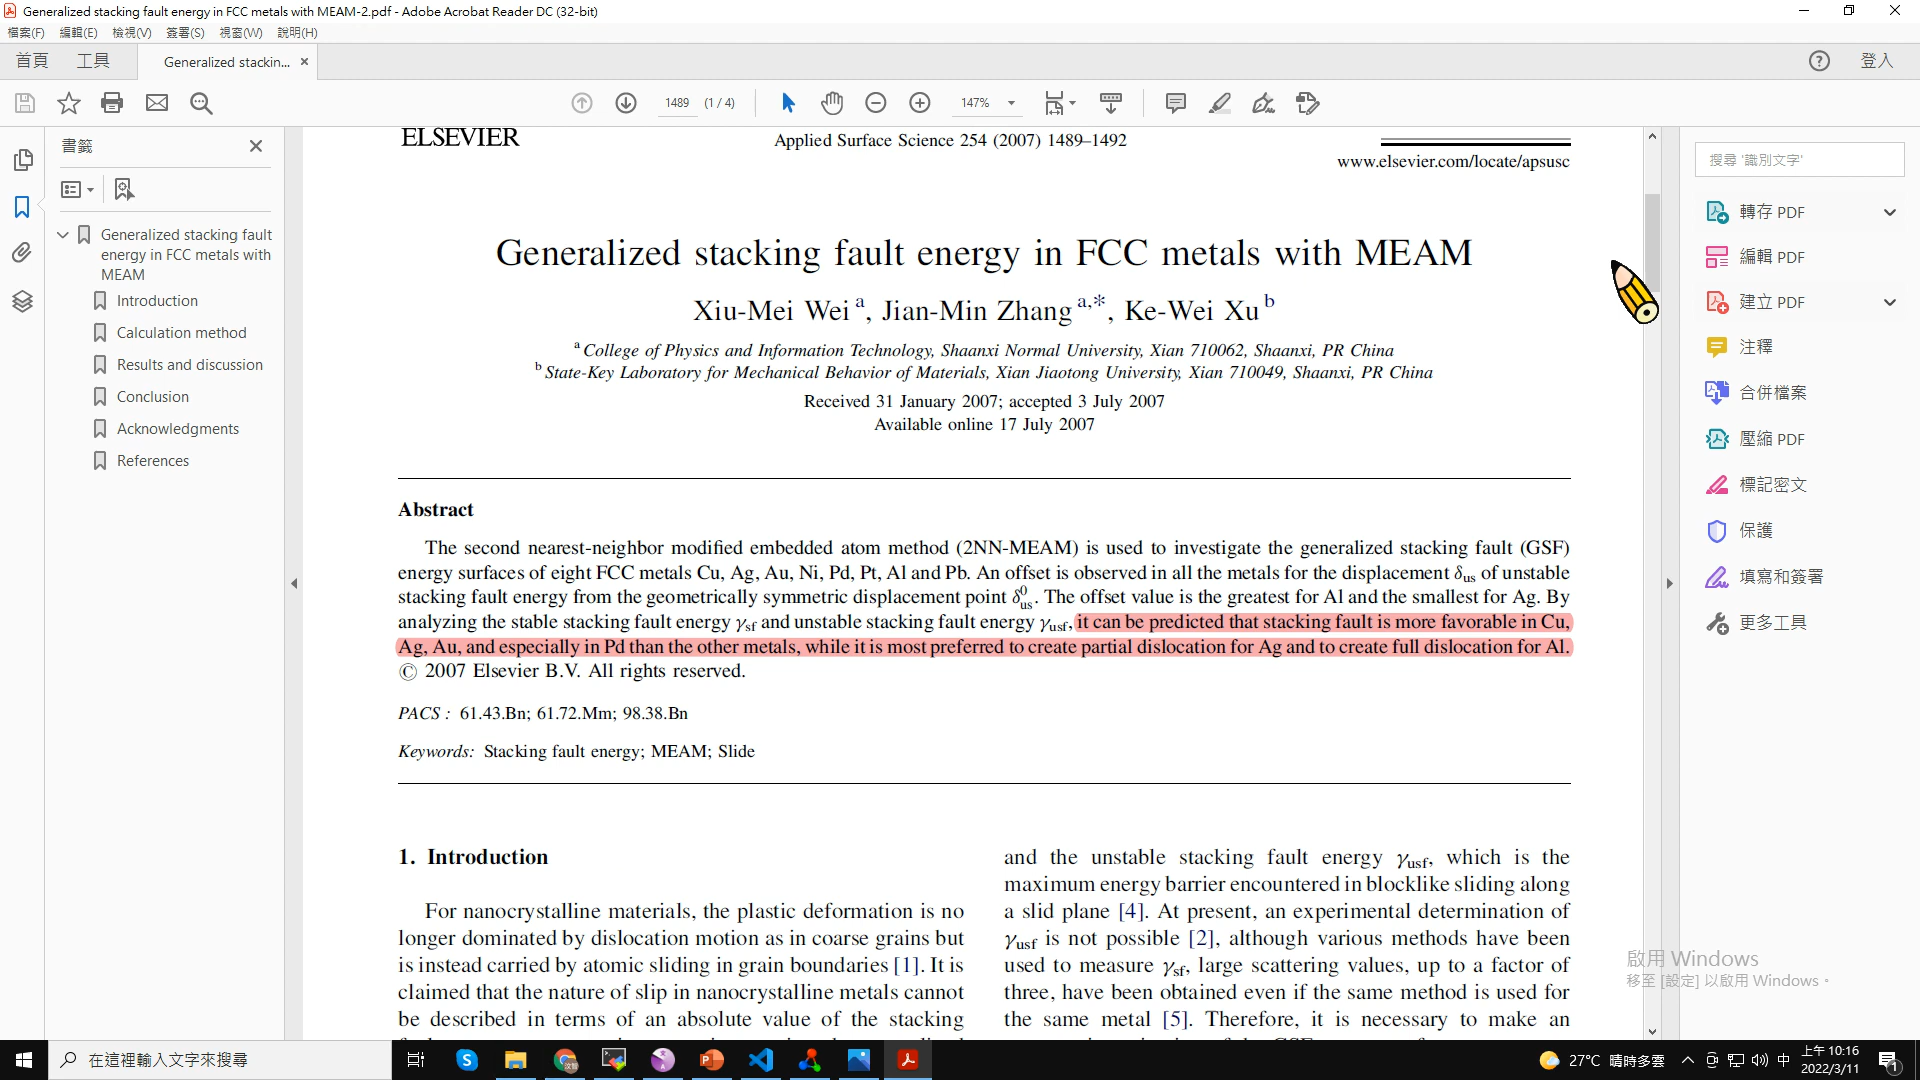 Generalized stacking fault energy in FCC metals with MEAM-2.pdf - Adobe Acrobat Reader DC (32-bit)
檔案(F) 編輯(E) 檢視(V) 簽署(S) 視窗(W) 說明(H)
首頁 工具 Generalized stackin... × 登入
1489 (1 / 4) 147%
書籤
Generalized stacking fault
energy in FCC metals with
MEAM
Introduction
Calculation method
Results and discussion
Conclusion
Acknowledgments
References
ELSEVIER
Applied Surface Science 254 (2007) 1489–1492
www.elsevier.com/locate/apsusc
Generalized stacking fault energy in FCC metals with MEAM
Xiu-Mei Wei a, Jian-Min Zhang a,*, Ke-Wei Xu b
a College of Physics and Information Technology, Shaanxi Normal University, Xian 710062, Shaanxi, PR China
b State-Key Laboratory for Mechanical Behavior of Materials, Xian Jiaotong University, Xian 710049, Shaanxi, PR China
Received 31 January 2007; accepted 3 July 2007
Available online 17 July 2007
Abstract
The second nearest-neighbor modified embedded atom method (2NN-MEAM) is used to investigate the generalized stacking fault (GSF)
energy surfaces of eight FCC metals Cu, Ag, Au, Ni, Pd, Pt, Al and Pb. An offset is observed in all the metals for the displacement δus of unstable
stacking fault energy from the geometrically symmetric displacement point δ0us. The offset value is the greatest for Al and the smallest for Ag. By
analyzing the stable stacking fault energy γsf and unstable stacking fault energy γusf, it can be predicted that stacking fault is more favorable in Cu,
Ag, Au, and especially in Pd than the other metals, while it is most preferred to create partial dislocation for Ag and to create full dislocation for Al.
© 2007 Elsevier B.V. All rights reserved.
PACS : 61.43.Bn; 61.72.Mm; 98.38.Bn
Keywords: Stacking fault energy; MEAM; Slide
1. Introduction
For nanocrystalline materials, the plastic deformation is no
longer dominated by dislocation motion as in coarse grains but
is instead carried by atomic sliding in grain boundaries [1]. It is
claimed that the nature of slip in nanocrystalline metals cannot
be described in terms of an absolute value of the stacking
and the unstable stacking fault energy γusf, which is the
maximum energy barrier encountered in blocklike sliding along
a slid plane [4]. At present, an experimental determination of
γusf is not possible [2], although various methods have been
used to measure γsf, large scattering values, up to a factor of
three, have been obtained even if the same method is used for
the same metal [5]. Therefore, it is necessary to make an
搜尋 '識別文字'
轉存 PDF
編輯 PDF
建立 PDF
注釋
合併檔案
壓縮 PDF
標記密文
保護
填寫和簽署
更多工具
啟用 Windows
移至 [設定] 以啟用 Windows。
在這裡輸入文字來搜尋
27°C 晴時多雲 中 上午 10:16
2022/3/11
1